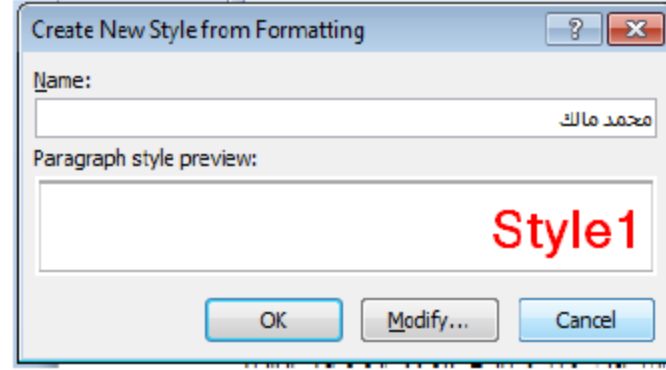 Create New Style from Formatting
Name:
محمد مالك
Paragraph style preview:
Style1
OK
Modify...
Cancel